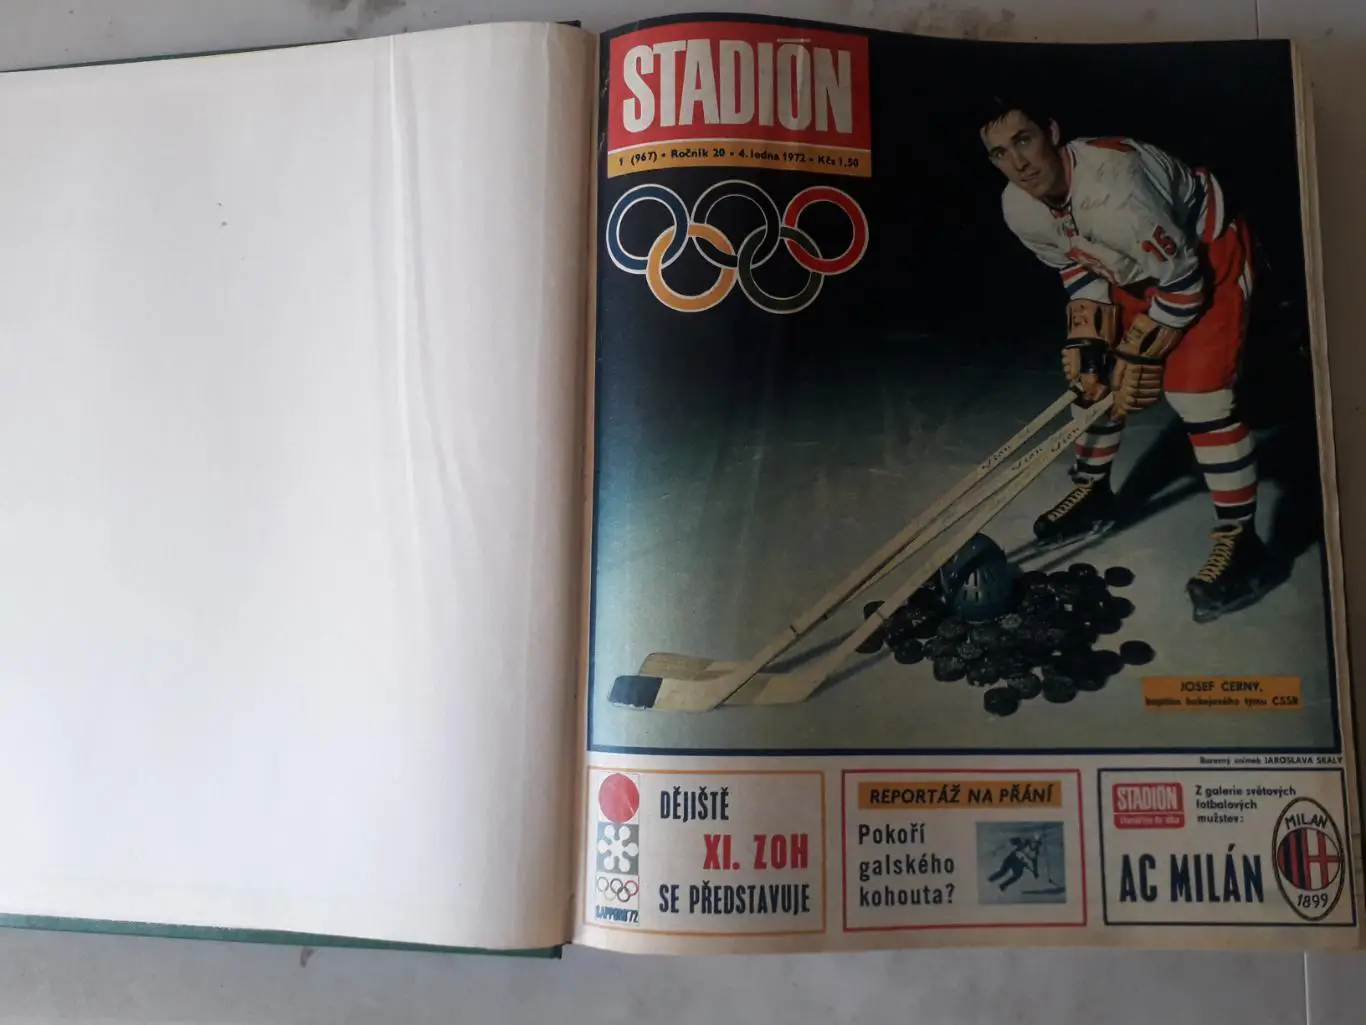 STADIÓN
1 (967) • Ročník 20 • 4. ledna 1972 • Kčs 1,50
15
JOSEF ČERNÝ,
kapitán hokejového týmu ČSSR
Barevný snímek JAROSLAVA SKÁLY
DĚJIŠTĚ
XI. ZOH
SE PŘEDSTAVUJE
SAPPORO'72
REPORTÁŽ NA PŘÁNÍ
Pokoří
galského
kohouta?
STADIÓN
Z galerie světových
fotbalových
mužstev:
AC MILÁN
MILAN
1899